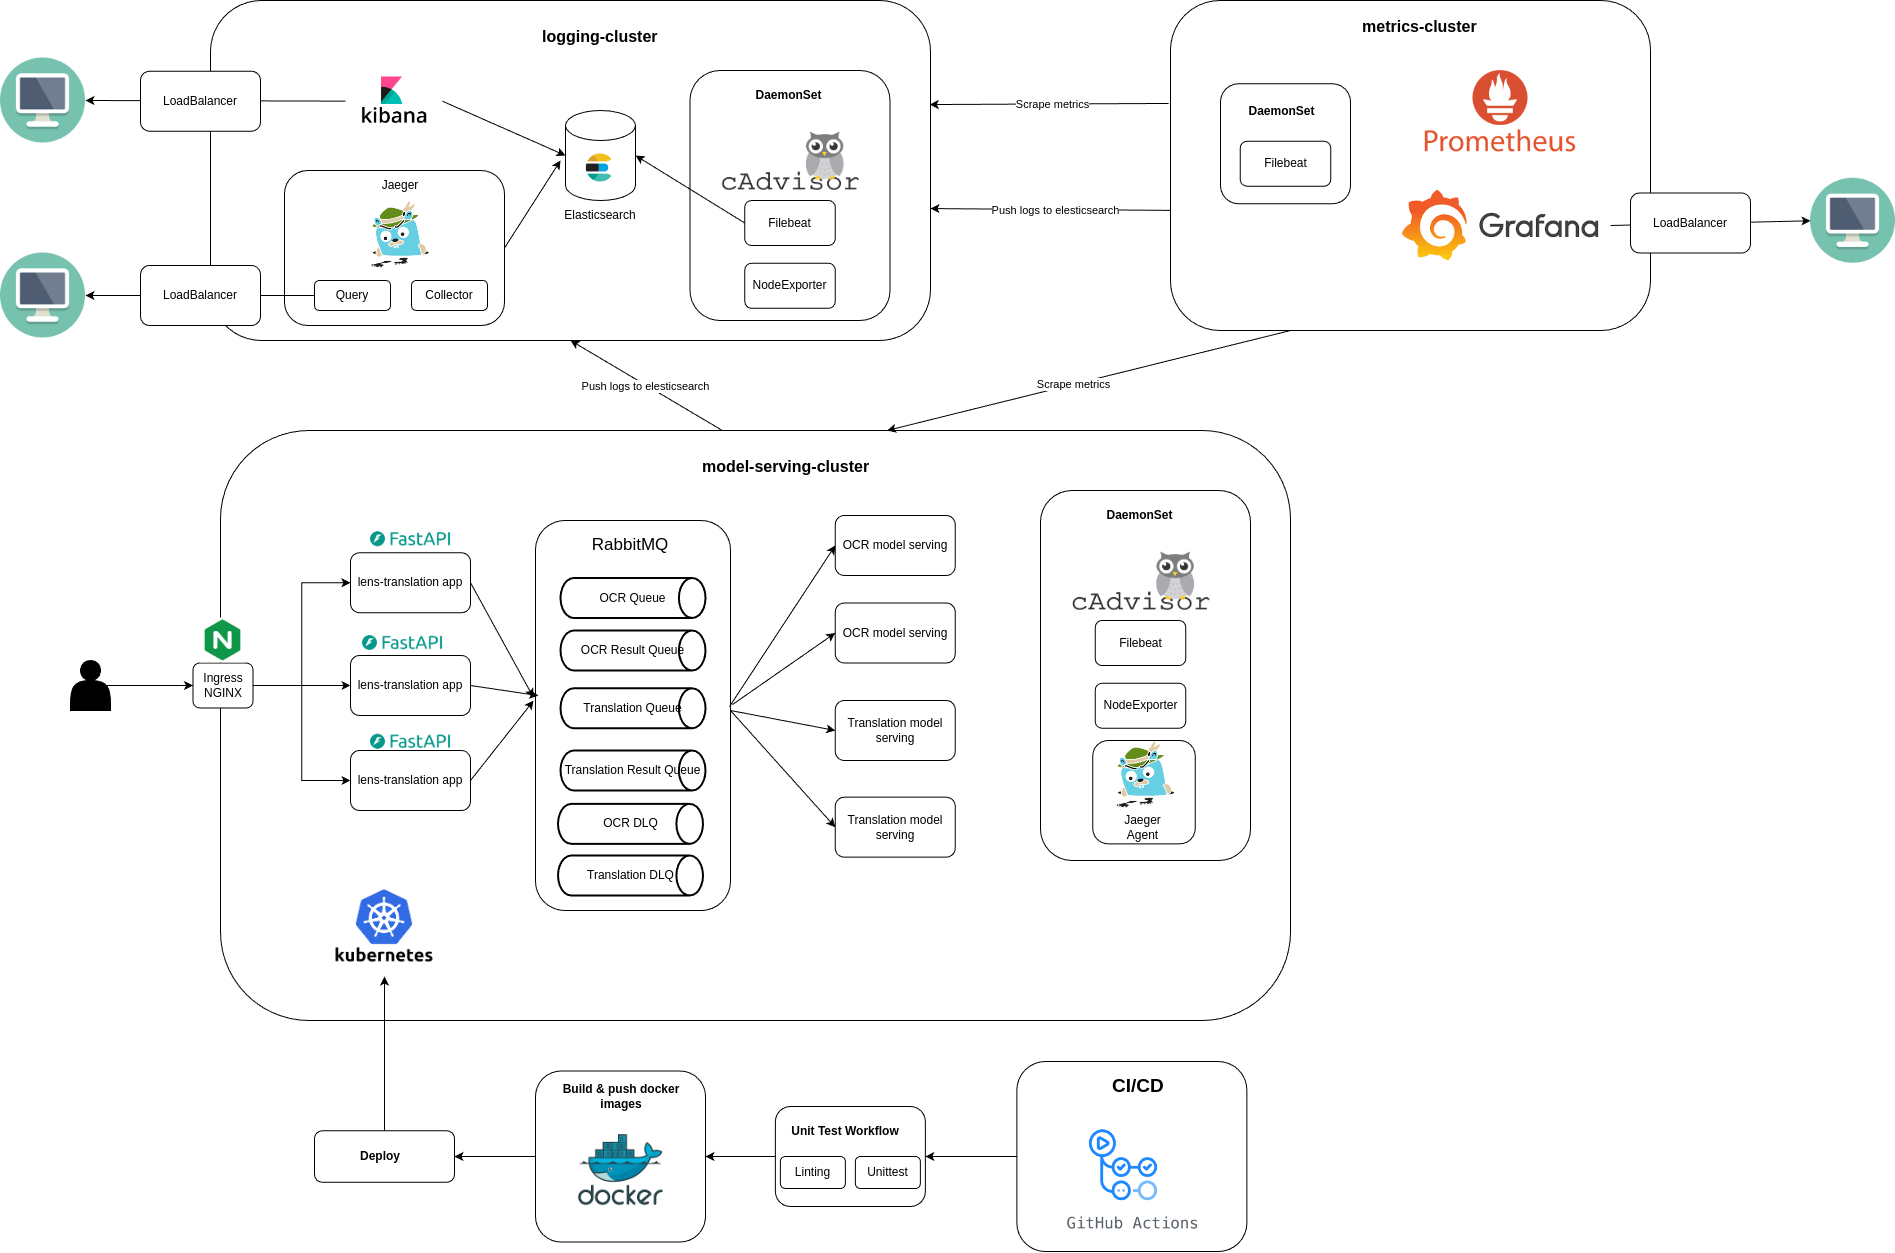 logging-cluster
LoadBalancer
kibana
DaemonSet
cAdvisor
Filebeat
NodeExporter
Elasticsearch
Jaeger
Query
Collector
LoadBalancer
Scrape metrics
Push logs to elesticsearch
metrics-cluster
DaemonSet
Filebeat
Prometheus
Grafana
LoadBalancer
Push logs to elesticsearch
Scrape metrics
model-serving-cluster
N
Ingress
NGINX
FastAPI
lens-translation app
FastAPI
lens-translation app
FastAPI
lens-translation app
RabbitMQ
OCR Queue
OCR Result Queue
Translation Queue
Translation Result Queue
OCR DLQ
Translation DLQ
OCR model serving
OCR model serving
Translation model
serving
Translation model
serving
DaemonSet
cAdvisor
Filebeat
NodeExporter
Jaeger
Agent
kubernetes
Deploy
Build & push docker
images
docker
Unit Test Workflow
Linting
Unittest
CI/CD
GitHub Actions